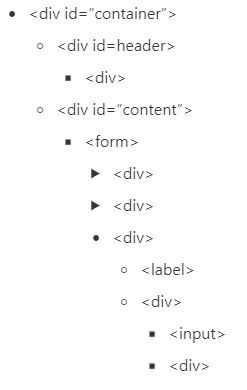 <div id="container">
<div id=header>
<div>
<div id="content">
<form>
<div>
<div>
<div>
<label>
<div>
<input>
<div>